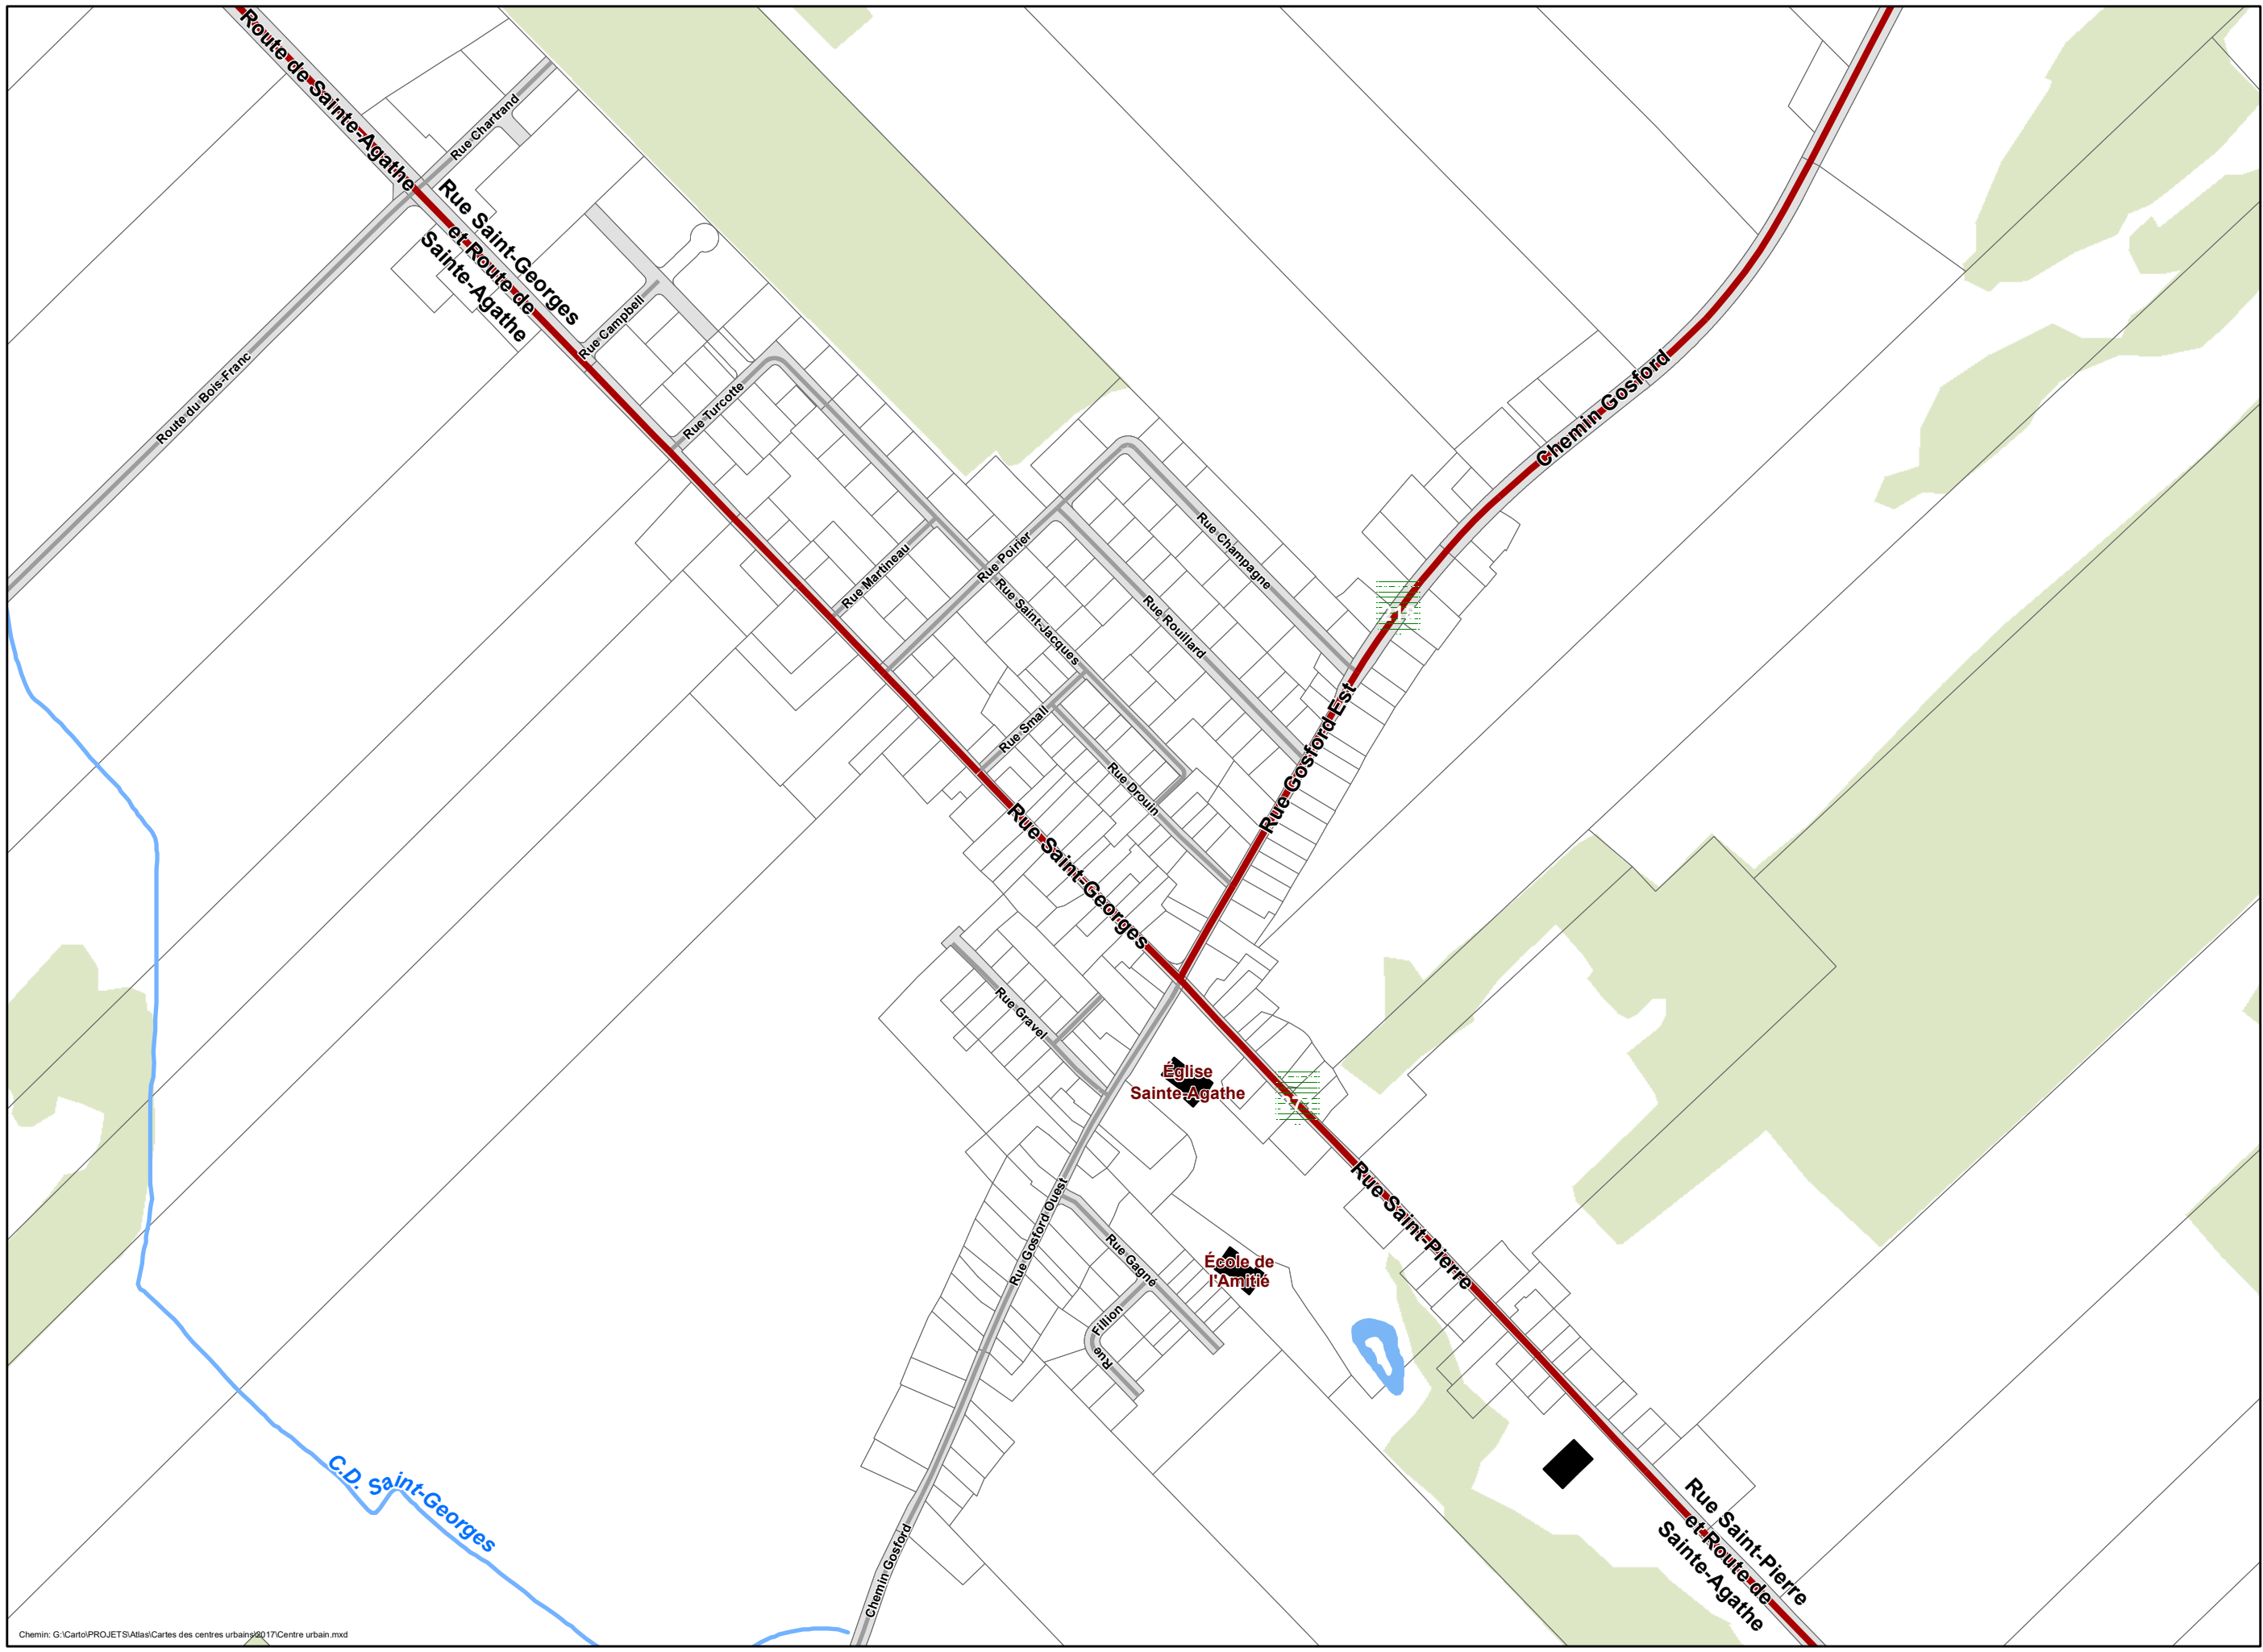 Route de Sainte-Agathe
Rue Chartrand
Rue Saint-Georges
et Route de
Sainte-Agathe
Route du Bois-Franc
Rue Campbell
Rue Turcotte
Chemin Gosford
Rue Champagne
Rue Poirier
Rue Martineau
Rue Saint-Jacques
Rue Rouillard
Rue Small
Rue Drouin
Rue Gosford Est
Rue Saint-Georges
Rue Gravel
Église
Sainte-Agathe
Rue Saint-Pierre
Rue Gosford Ouest
Rue Gagné
École de
l'Amitié
Rue Fillion
C.D. Saint-Georges
Chemin Gosford
Rue Saint-Pierre
et Route de
Sainte-Agathe
Chemin: G:\Carto\PROJETS\Atlas\Cartes des centres urbains\2017\Centre urbain.mxd